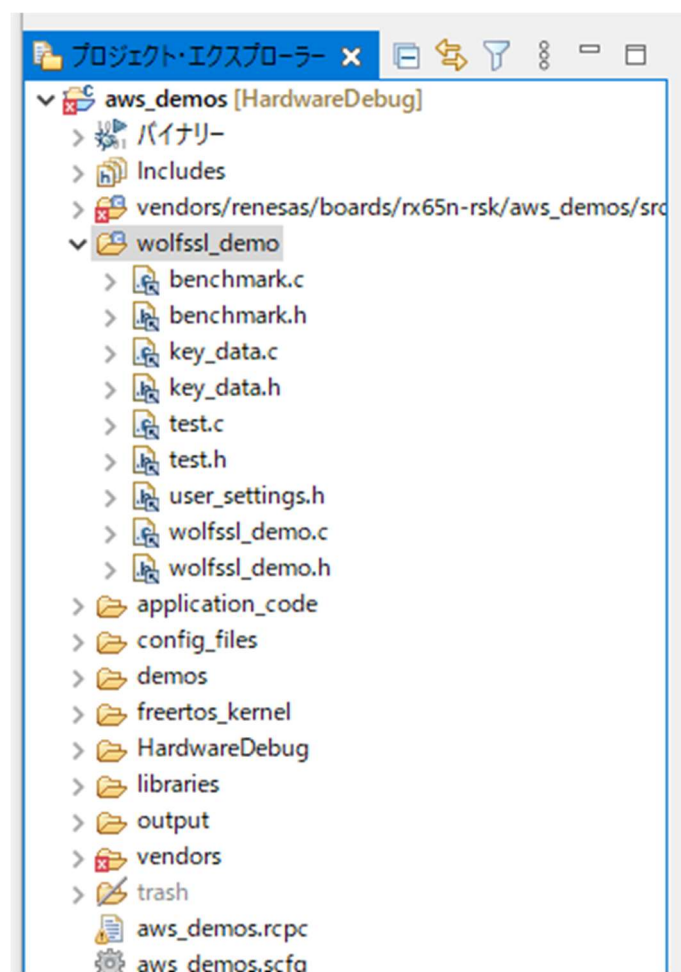 プロジェクト・エクスプローラー
aws_demos [HardwareDebug]
バイナリー
Includes
vendors/renesas/boards/rx65n-rsk/aws_demos/src
wolfssl_demo
benchmark.c
benchmark.h
key_data.c
key_data.h
test.c
test.h
user_settings.h
wolfssl_demo.c
wolfssl_demo.h
application_code
config_files
demos
freertos_kernel
HardwareDebug
libraries
output
vendors
trash
aws_demos.rcpc
aws_demos.scfg